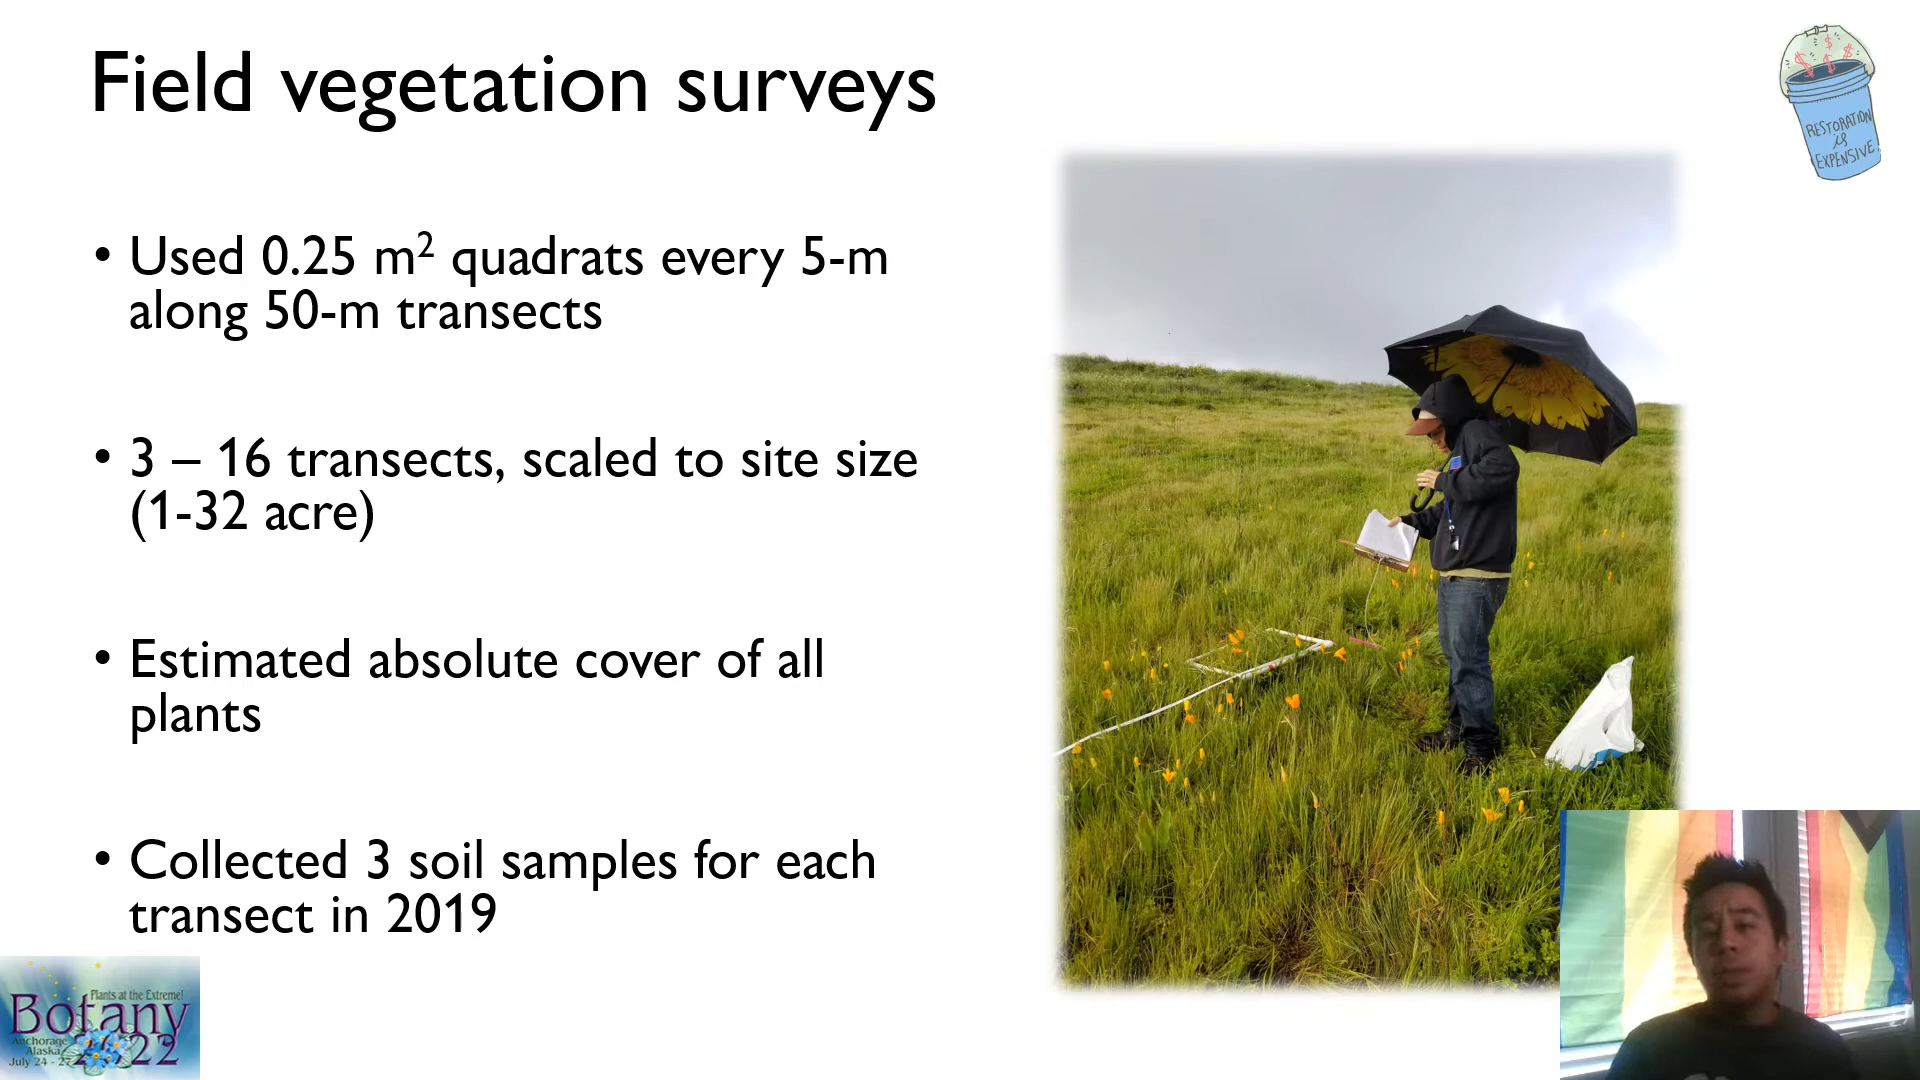 Field vegetation surveys
RESTORATION
is
EXPENSIVE
• Used 0.25 m² quadrats every 5-m
along 50-m transects
• 3 – 16 transects, scaled to site size
(1-32 acre)
• Estimated absolute cover of all
plants
• Collected 3 soil samples for each
transect in 2019
Plants at the Extreme!
Botany
Anchorage
Alaska
2022
July 24 - 27